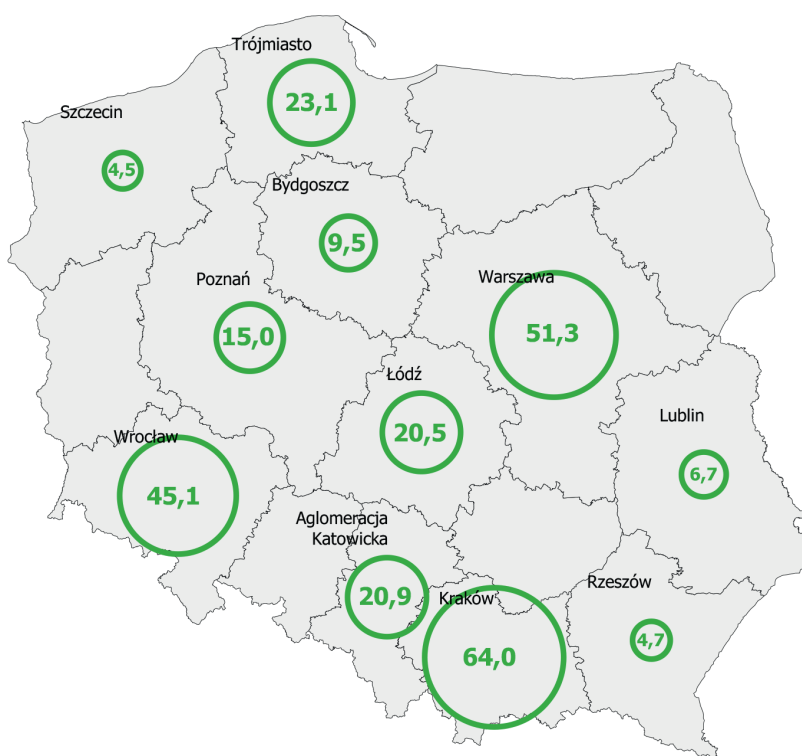 Trójmiasto
23,1
Szczecin
4,5
Bydgoszcz
9,5
Poznań
15,0
Warszawa
51,3
Łódź
20,5
Lublin
6,7
Wrocław
45,1
Aglomeracja
Katowicka
20,9
Kraków
64,0
Rzeszów
4,7